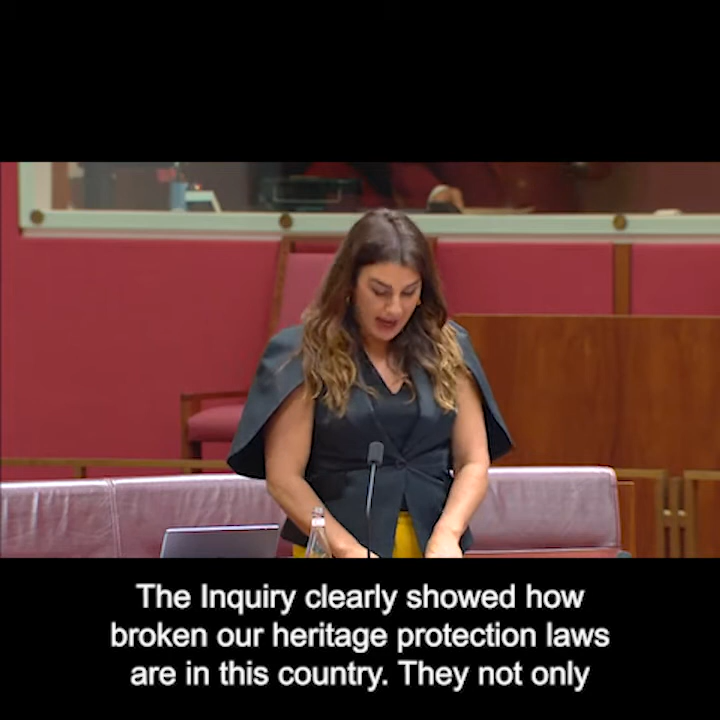 The Inquiry clearly showed how
broken our heritage protection laws
are in this country. They not only